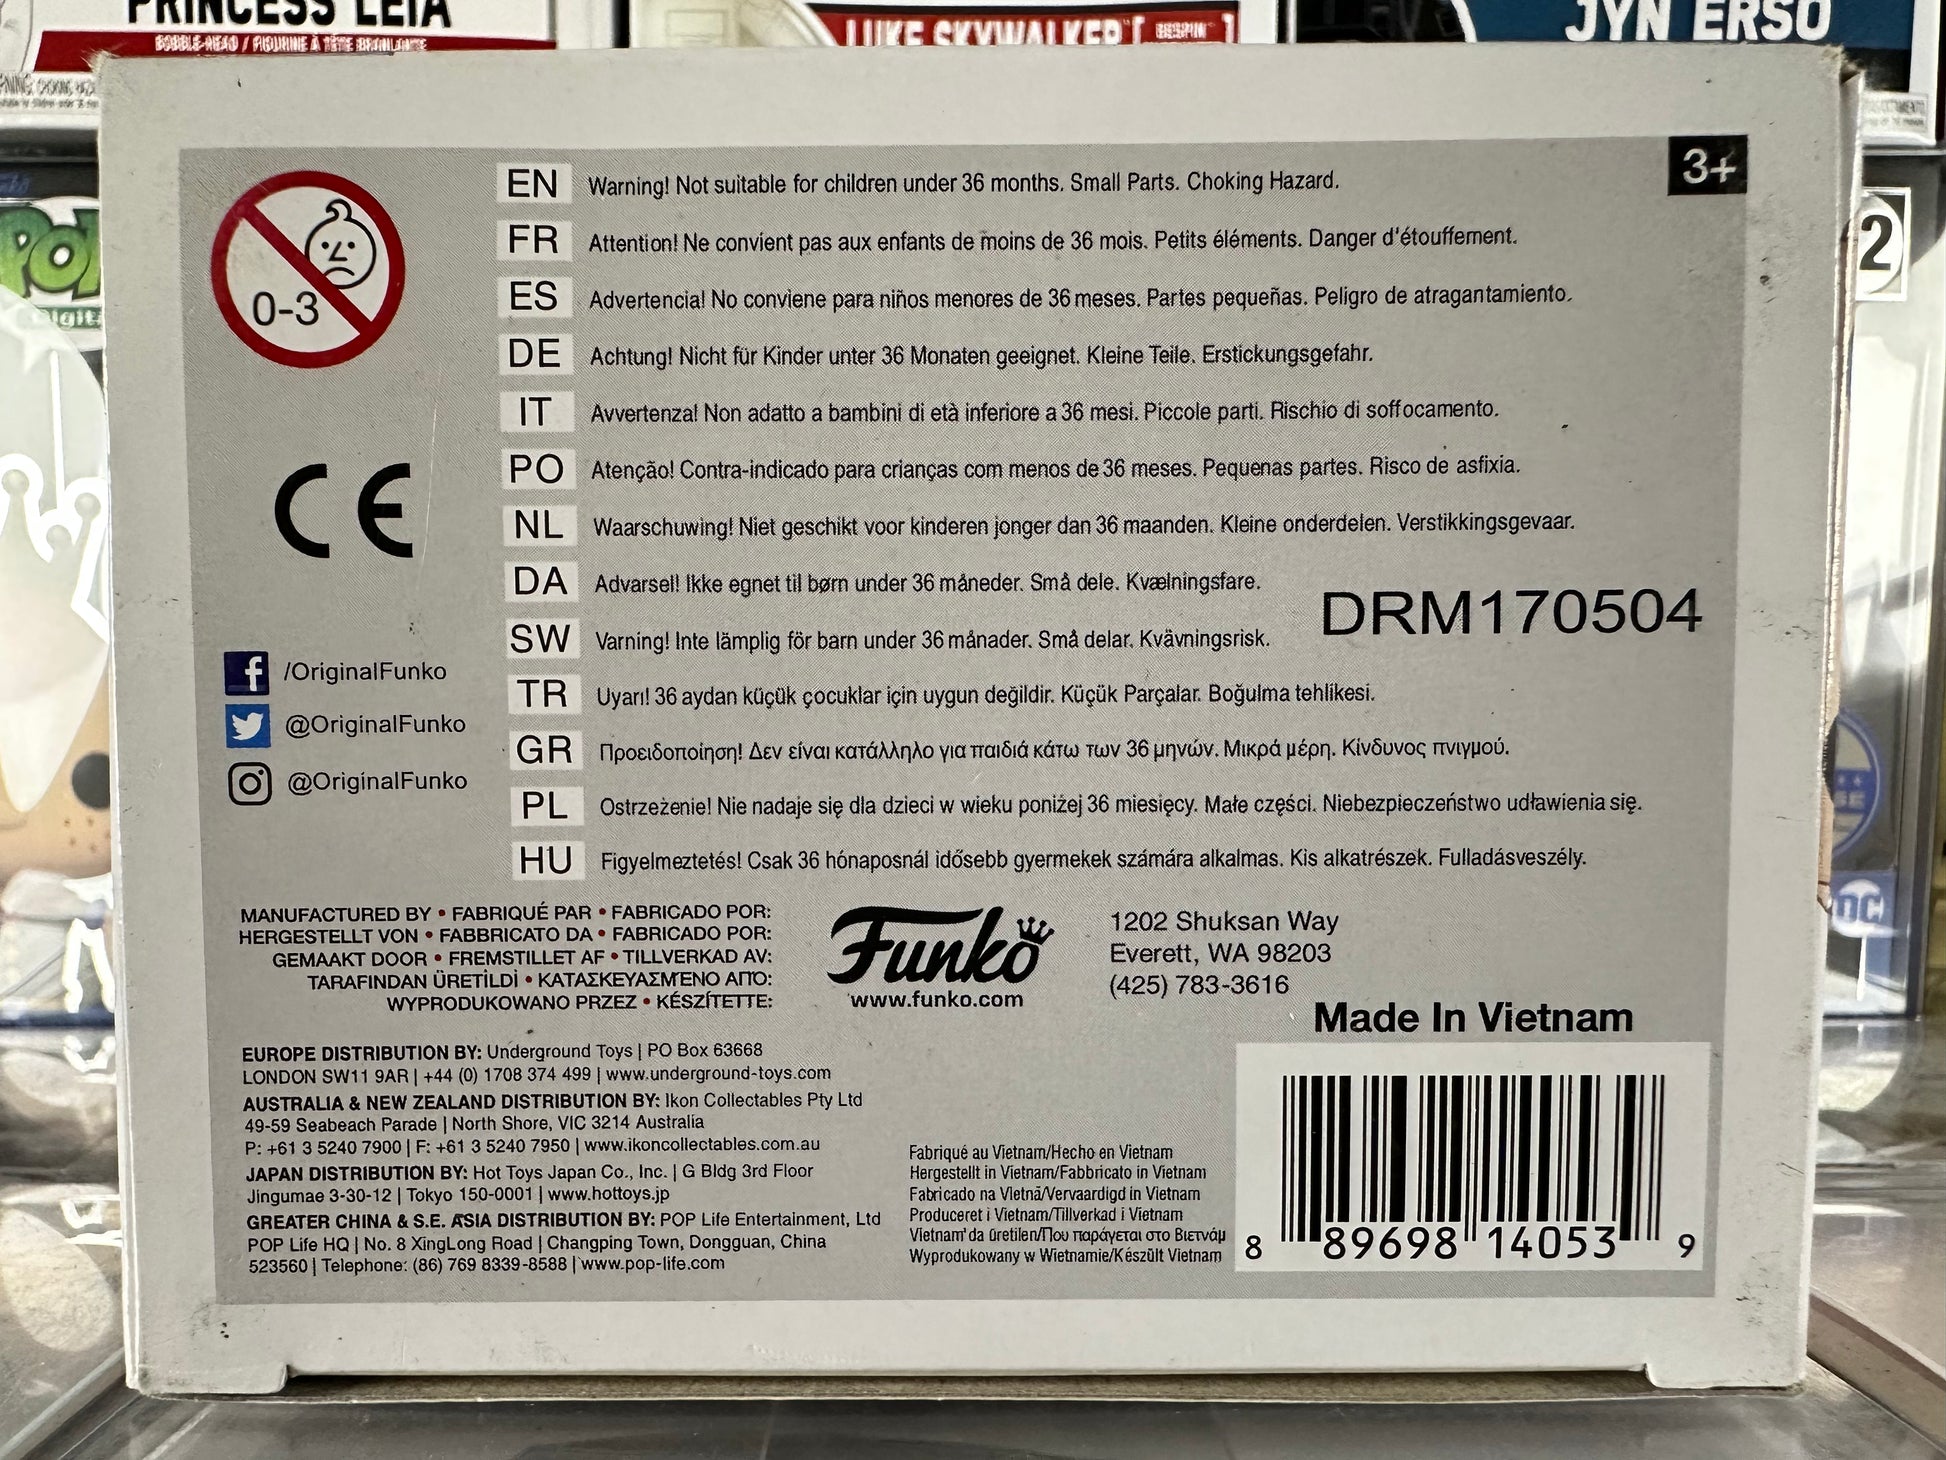 PRINCESS LEIA
BOBBLE-HEAD / FIGURINE À TÊTE BRANLANTE
LUKE SKYWALKER [BESPIN]
JYN ERSO
POP
Digit
2
DC
3+
0-3
EN Warning! Not suitable for children under 36 months. Small Parts. Choking Hazard.
FR Attention! Ne convient pas aux enfants de moins de 36 mois. Petits éléments. Danger d'étouffement.
ES Advertencia! No conviene para niños menores de 36 meses. Partes pequeñas. Peligro de atragantamiento.
DE Achtung! Nicht für Kinder unter 36 Monaten geeignet. Kleine Teile. Erstickungsgefahr.
IT Avvertenza! Non adatto a bambini di età inferiore a 36 mesi. Piccole parti. Rischio di soffocamento.
PO Atenção! Contra-indicado para crianças com menos de 36 meses. Pequenas partes. Risco de asfixia.
NL Waarschuwing! Niet geschikt voor kinderen jonger dan 36 maanden. Kleine onderdelen. Verstikkingsgevaar.
DA Advarsel! Ikke egnet til børn under 36 måneder. Små dele. Kvælningsfare.
SW Varning! Inte lämplig för barn under 36 månader. Små delar. Kvävningsrisk.
TR Uyarı! 36 aydan küçük çocuklar için uygun değildir. Küçük Parçalar. Boğulma tehlikesi.
GR Προειδοποίηση! Δεν είναι κατάλληλο για παιδιά κάτω των 36 μηνών. Μικρά μέρη. Κίνδυνος πνιγμού.
PL Ostrzeżenie! Nie nadaje się dla dzieci w wieku poniżej 36 miesięcy. Małe części. Niebezpieczeństwo udławienia się.
HU Figyelmeztetés! Csak 36 hónaposnál idősebb gyermekek számára alkalmas. Kis alkatrészek. Fulladásveszély.
DRM170504
CE
/OriginalFunko
@OriginalFunko
@OriginalFunko
MANUFACTURED BY • FABRIQUÉ PAR • FABRICADO POR:
HERGESTELLT VON • FABBRICATO DA • FABRICADO POR:
GEMAAKT DOOR • FREMSTILLET AF • TILLVERKAD AV:
TARAFINDAN ÜRETİLDİ • ΚΑΤΑΣΚΕΥΑΣΜΈΝΟ ΑΠΌ:
WYPRODUKOWANO PRZEZ • KÉSZÍTETTE:
Funko
www.funko.com
1202 Shuksan Way
Everett, WA 98203
(425) 783-3616
Made In Vietnam
EUROPE DISTRIBUTION BY: Underground Toys | PO Box 63668
LONDON SW11 9AR | +44 (0) 1708 374 499 | www.underground-toys.com
AUSTRALIA & NEW ZEALAND DISTRIBUTION BY: Ikon Collectables Pty Ltd
49-59 Seabeach Parade | North Shore, VIC 3214 Australia
P: +61 3 5240 7900 | F: +61 3 5240 7950 | www.ikoncollectables.com.au
JAPAN DISTRIBUTION BY: Hot Toys Japan Co., Inc. | G Bldg 3rd Floor
Jingumae 3-30-12 | Tokyo 150-0001 | www.hottoys.jp
GREATER CHINA & S.E. ASIA DISTRIBUTION BY: POP Life Entertainment, Ltd
POP Life HQ | No. 8 XingLong Road | Changping Town, Dongguan, China
523560 | Telephone: (86) 769 8339-8588 | www.pop-life.com
Fabriqué au Vietnam/Hecho en Vietnam
Hergestellt in Vietnam/Fabbricato in Vietnam
Fabricado na Vietnã/Vervaardigd in Vietnam
Produceret i Vietnam/Tillverkad i Vietnam
Vietnam'da üretilen/Που παράγεται στο Βιετνάμ
Wyprodukowany w Wietnamie/Készült Vietnam
8 89698 14053 9